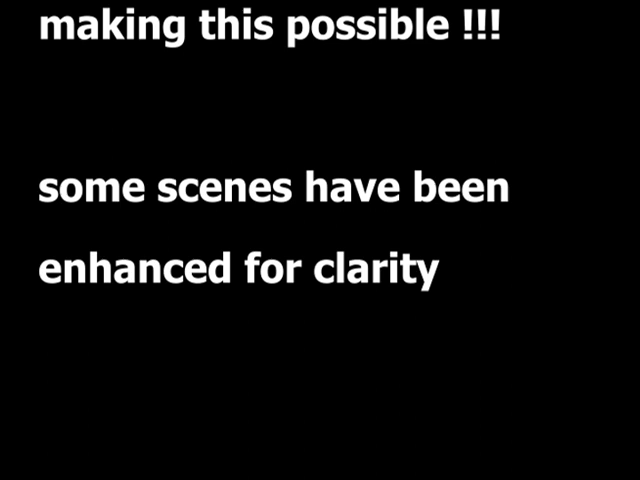 making this possible !!!
some scenes have been
enhanced for clarity